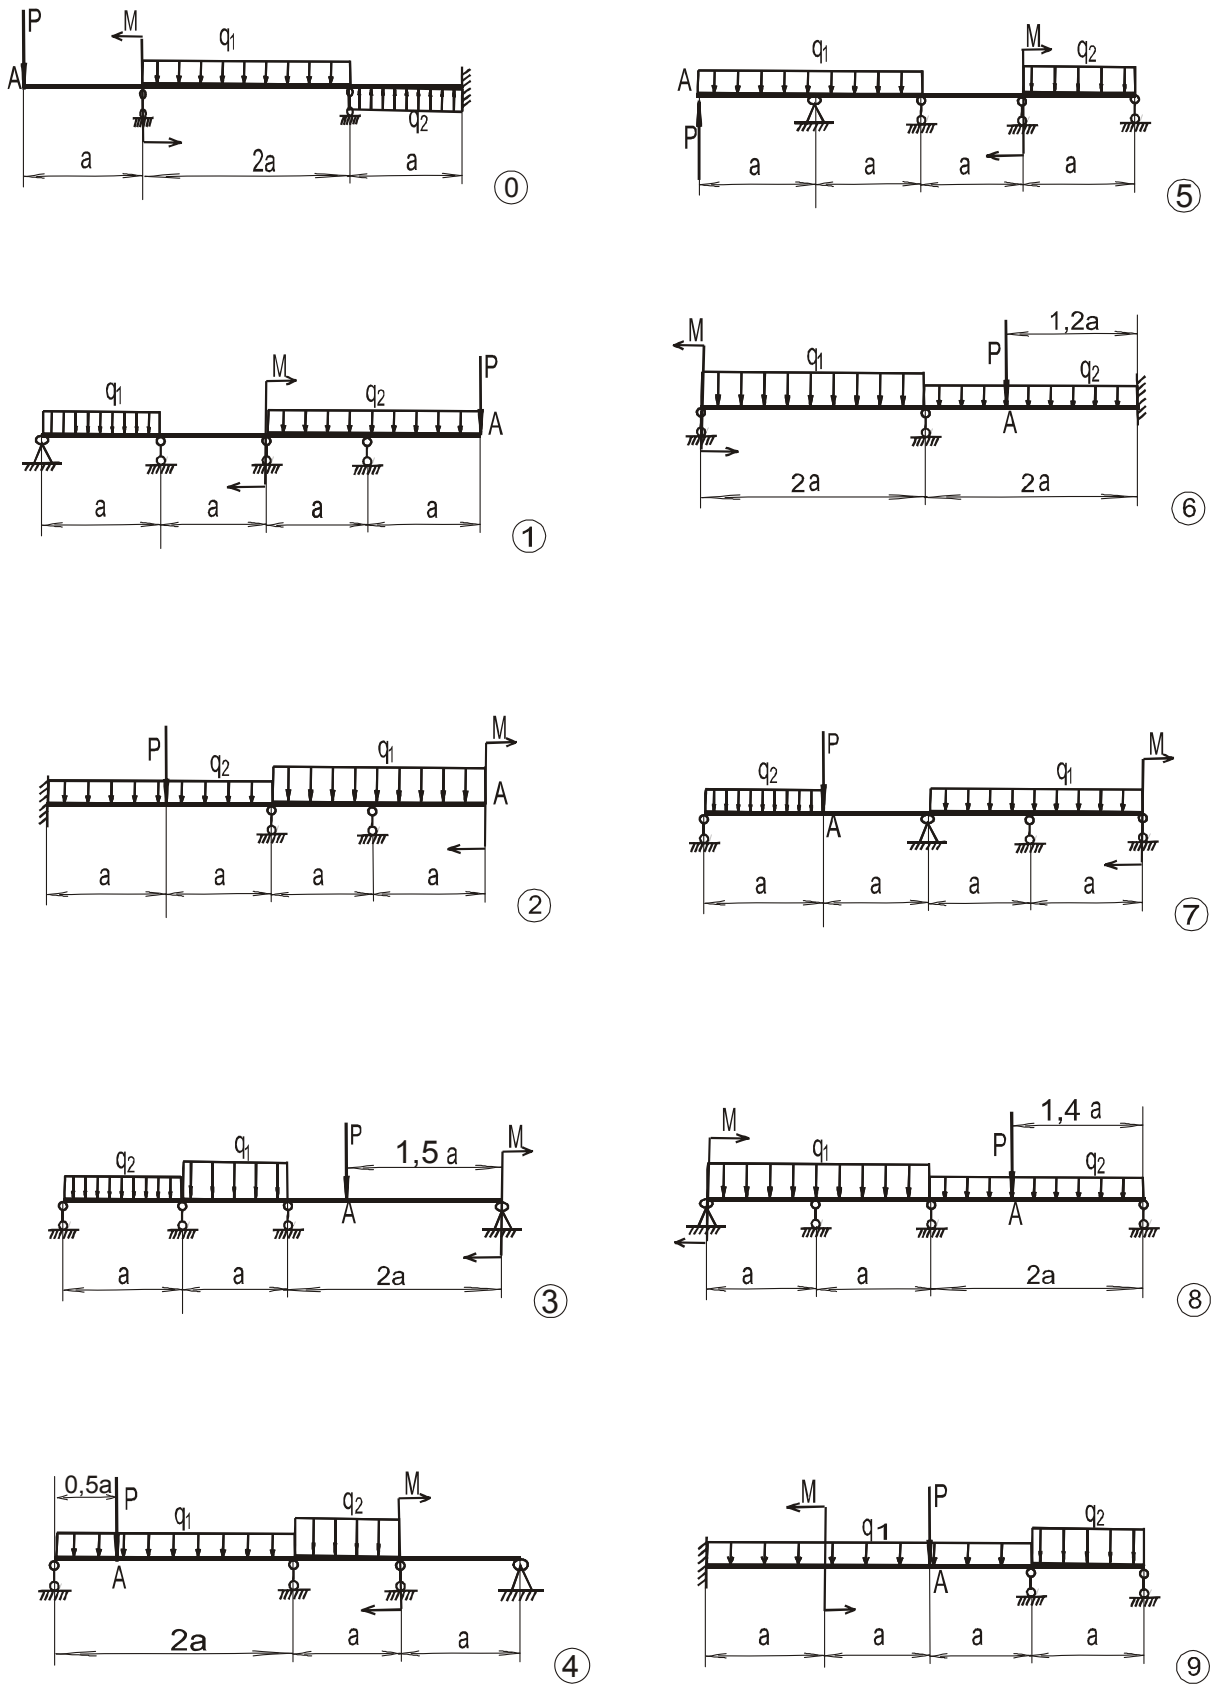 P M q1
A
q2
a 2a a
0
q1 M q2
A
P
a a a a
5
q1 M q2 P
A
a a a a
1
M q1 P 1,2a
q2
A
2a 2a
6
P q2 q1 M
A
a a a a
2
q2 P q1 M
A
a a a a
7
q2 q1 P 1,5 a M
A
a a 2a
3
M q1 P 1,4 a
q2
A
a a 2a
8
0,5a P q1 q2 M
A
2a a a
4
M q1 P q2
A
a a a a
9